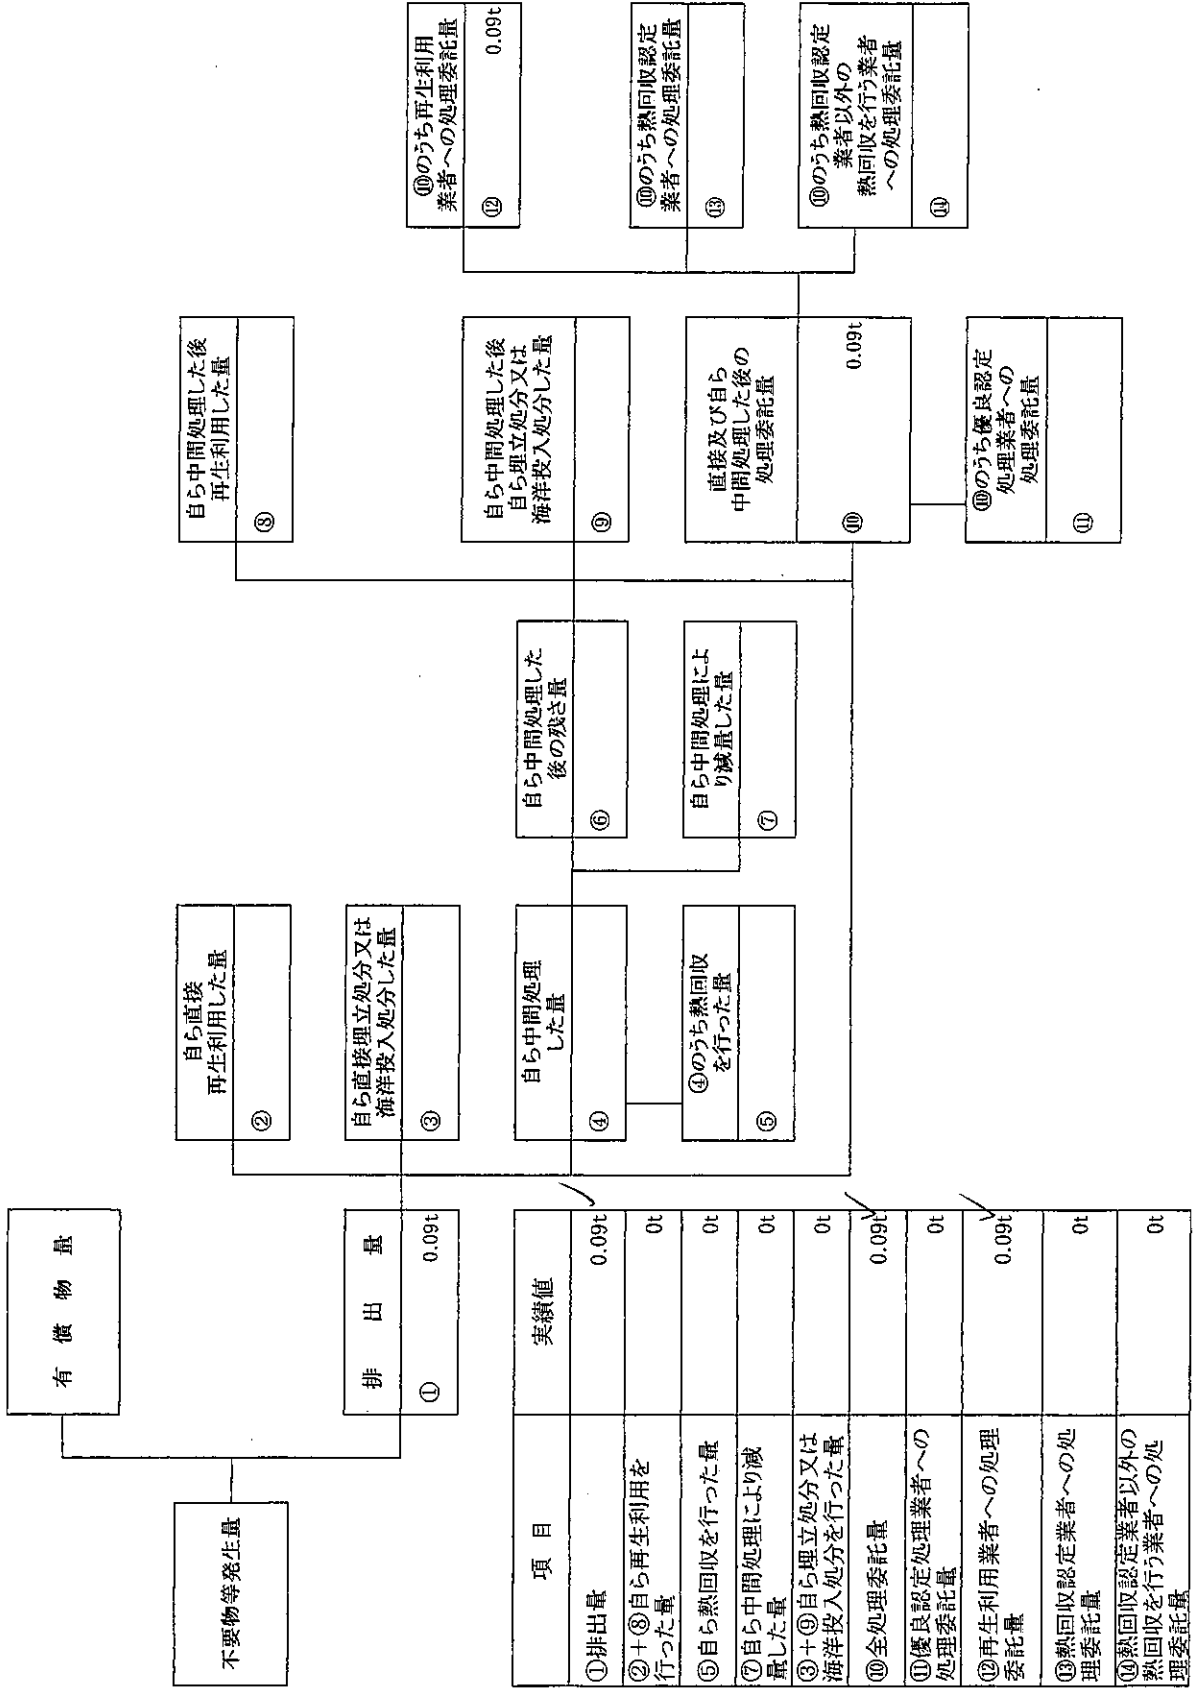 不要物等発生量
有償物量
排出量
① 0.09t
自ら直接
再生利用した量
②
自ら直接埋立処分又は
海洋投入処分した量
③
自ら中間処理
した量
④
④のうち熱回収
を行った量
⑤
自ら中間処理した
後の残さ量
⑥
自ら中間処理によ
り減量した量
⑦
自ら中間処理した後
再生利用した量
⑧
自ら中間処理した後
自ら埋立処分又は
海洋投入処分した量
⑨
直接及び自ら
中間処理した後の
処理委託量
⑩ 0.09t
⑩のうち優良認定
処理業者への
処理委託量
⑪
⑩のうち再生利用
業者への処理委託量
⑫ 0.09t
⑩のうち熱回収認定
業者への処理委託量
⑬
⑩のうち熱回収認定
業者以外の
熱回収を行う業者
への処理委託量
⑭
項目 実績値
①排出量 0.09t
②+⑧自ら再生利用を
行った量 0t
⑤自ら熱回収を行った量 0t
⑦自ら中間処理により減
量した量 0t
③+⑨自ら埋立処分又は
海洋投入処分を行った量 0t
⑩全処理委託量 0.09t
⑪優良認定処理業者への
処理委託量 0t
⑫再生利用業者への処理
委託量 0.09t
⑬熱回収認定業者への処
理委託量 0t
⑭熱回収認定業者以外の
熱回収を行う業者への処
理委託量 0t